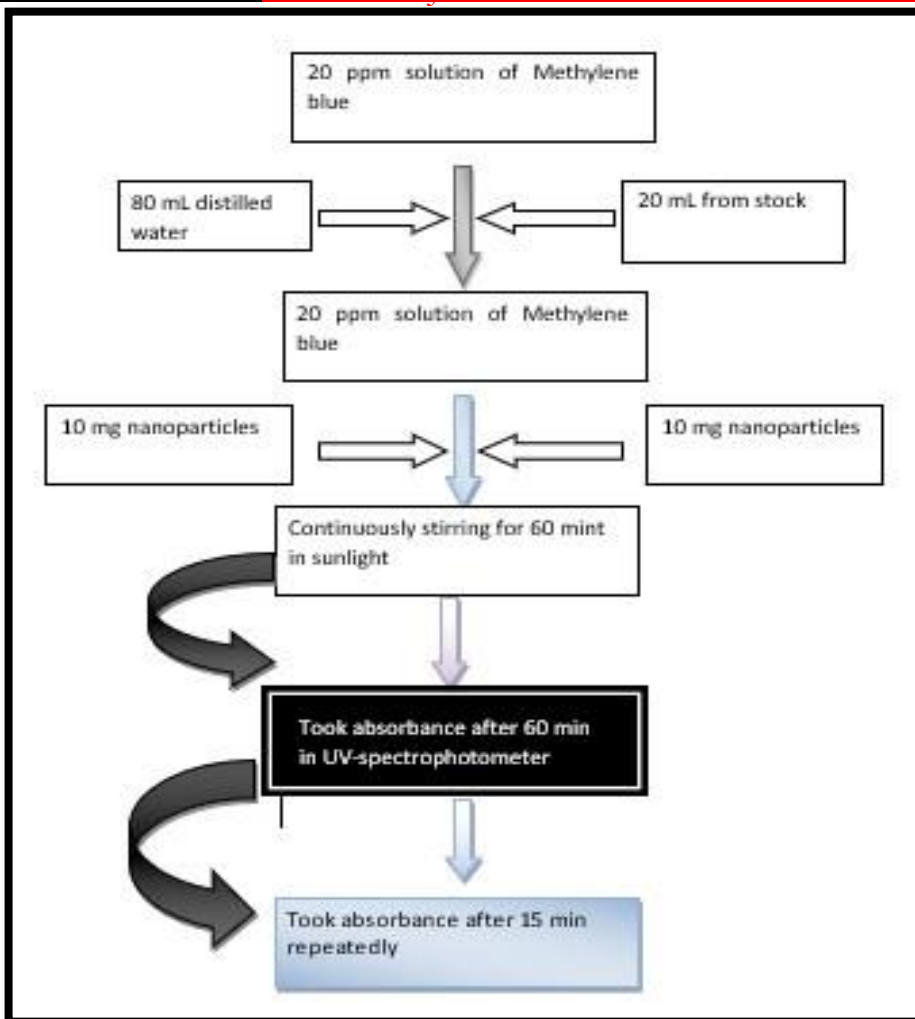 20 ppm solution of Methylene
blue
80 mL distilled
water
20 mL from stock
20 ppm solution of Methylene
blue
10 mg nanoparticles
10 mg nanoparticles
Continuously stirring for 60 mint
in sunlight
Took absorbance after 60 min
in UV-spectrophotometer
Took absorbance after 15 min
repeatedly